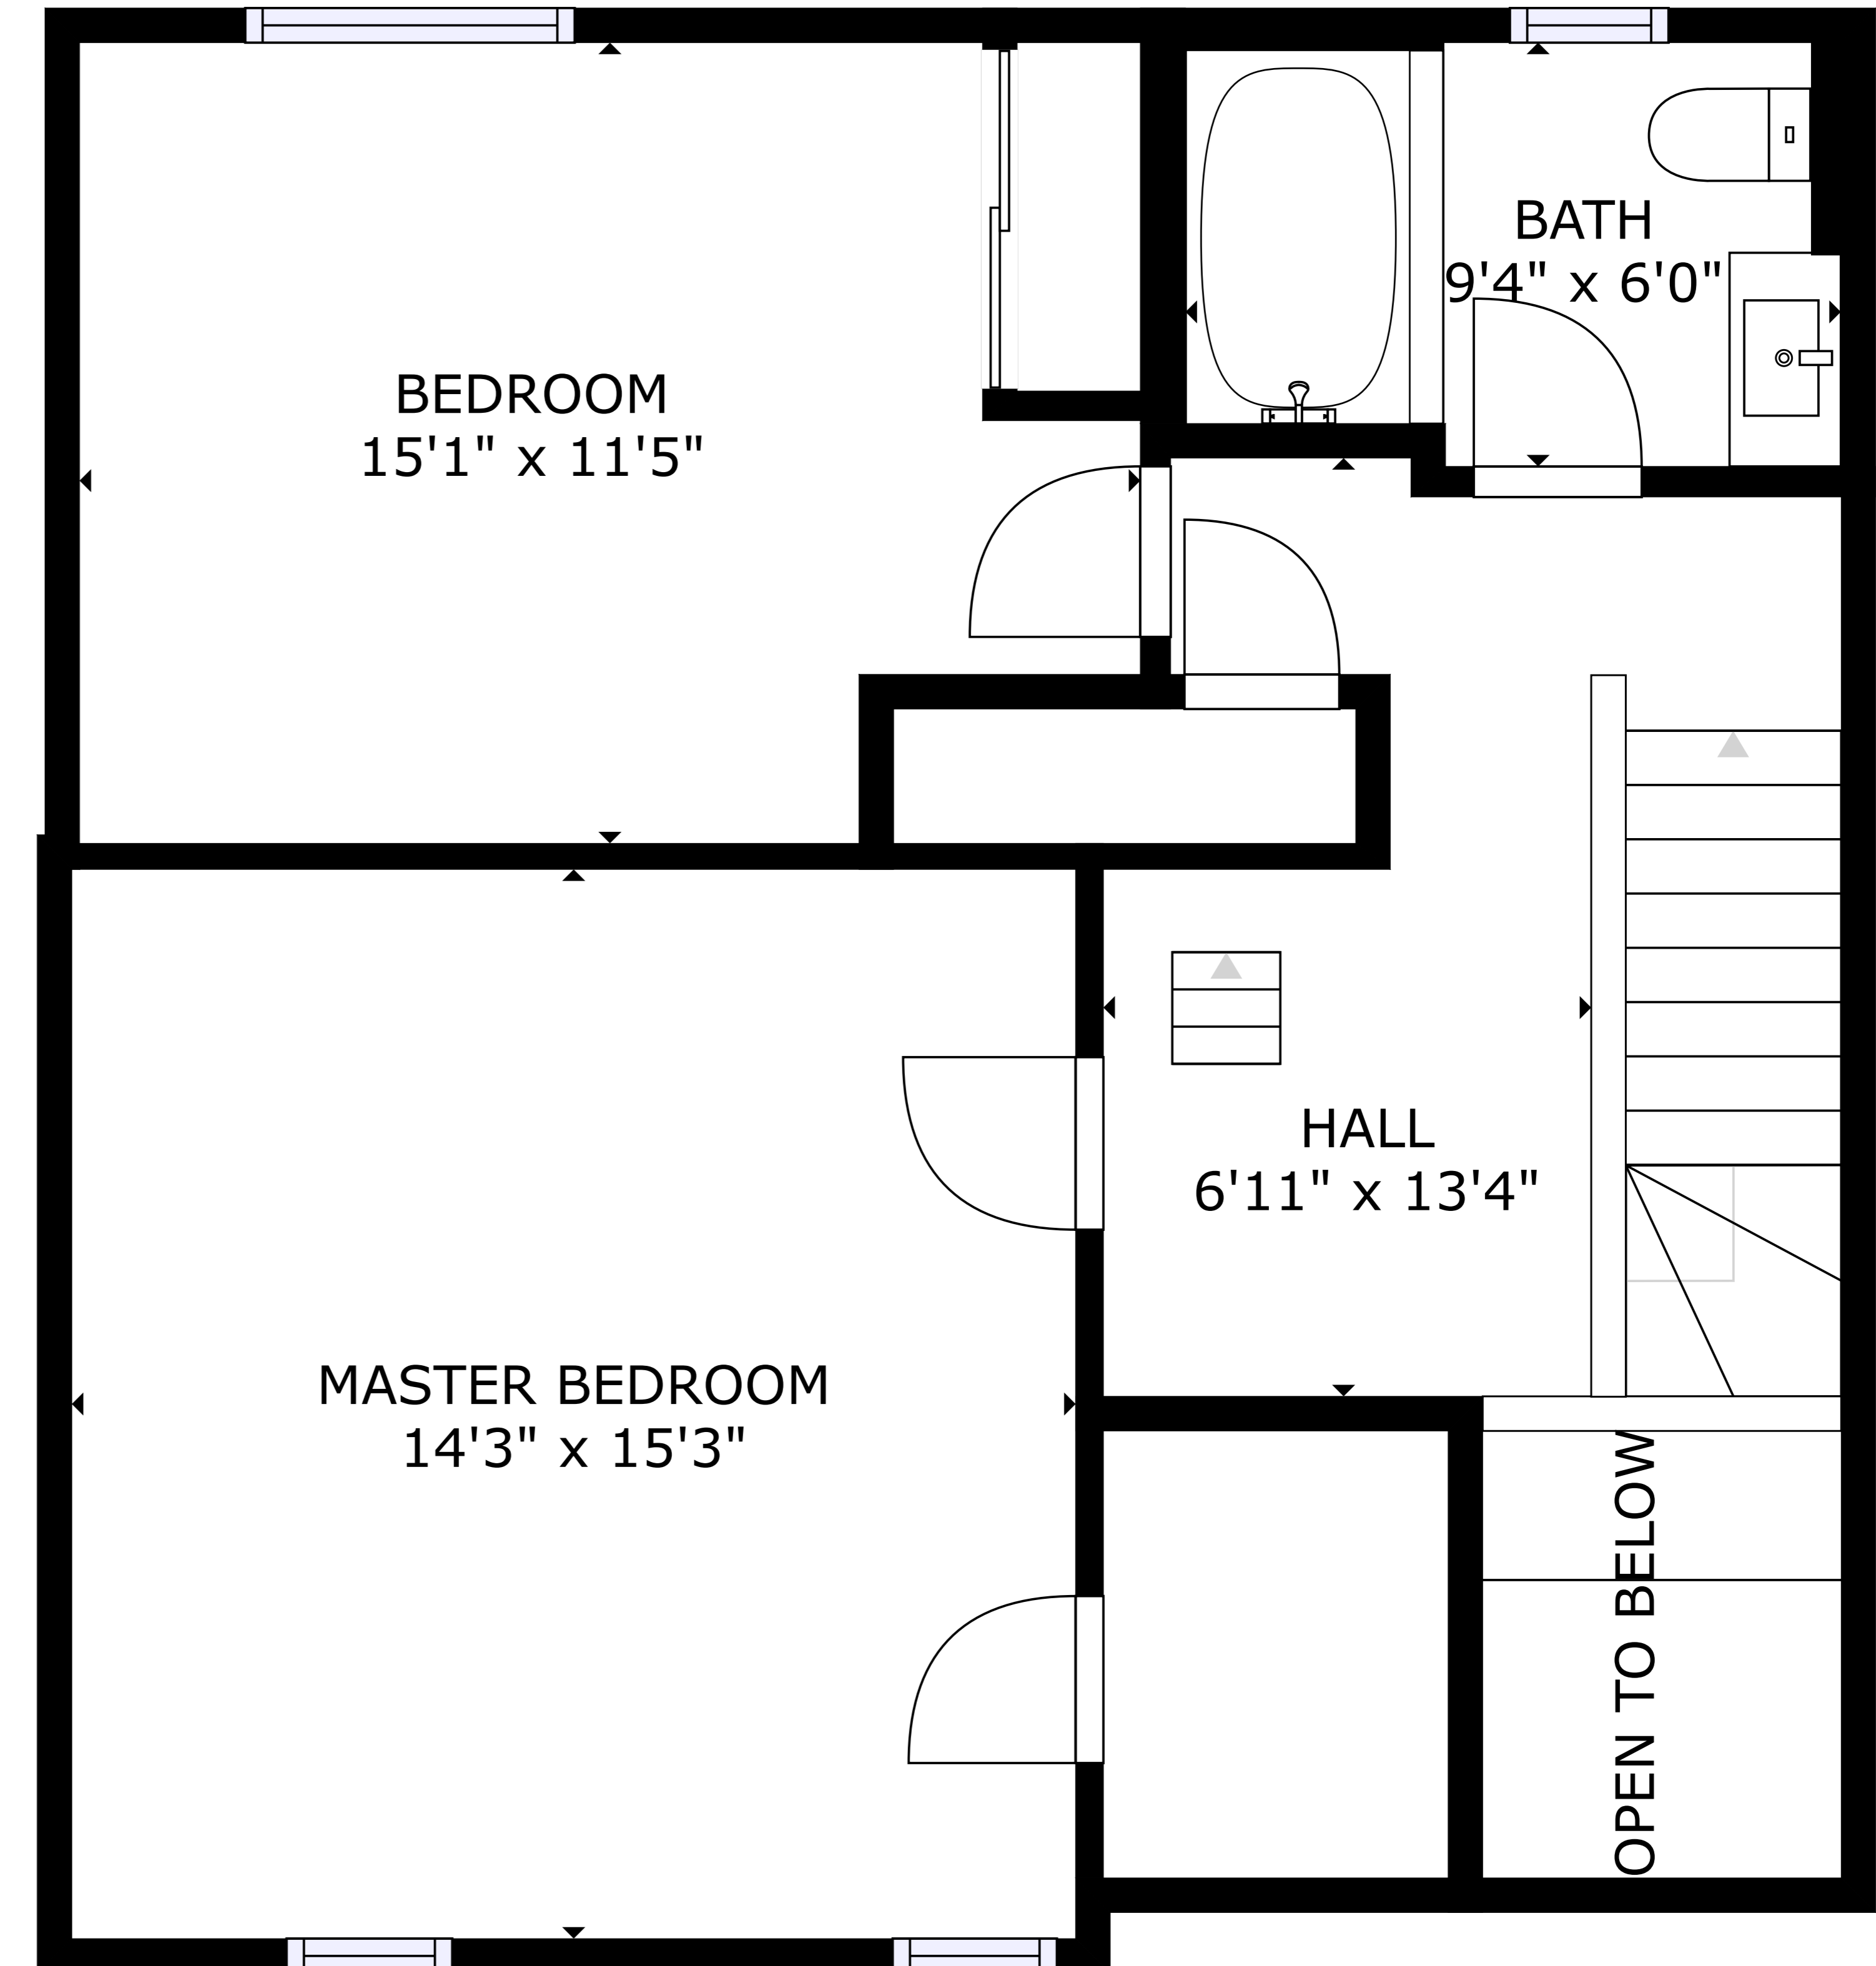 BATH
9'4" x 6'0"
BEDROOM
15'1" x 11'5"
HALL
6'11" x 13'4"
MASTER BEDROOM
14'3" x 15'3"
OPEN TO BELOW